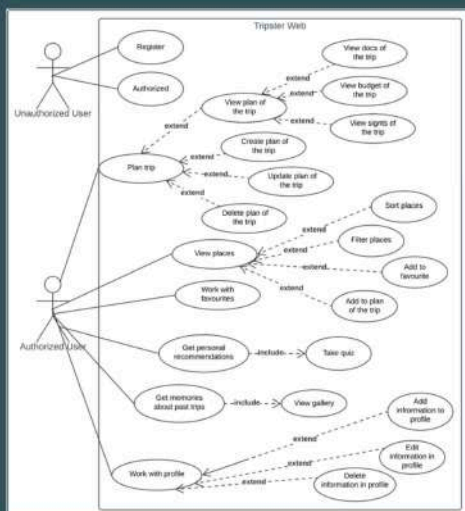 Tripster Web
Register
Authorized
Unauthorized User
View docs of
the trip
extend
View plan of
the trip
extend
View budget of
the trip
extend
View signts of
the trip
extend
Plan trip
extend
Create plan of
the trip
extend
Update plan of
the trip
extend
Delete plan of
the trip
Sort places
extend
Filter places
View places
extend
extend
Add to
favourite
Authorized User
Work with
favourites
extend
Add to plan
of the trip
Get personal
recommendations
include
Take quiz
Get memories
about past trips
include
View gallery
Add
information to
profile
extend
Edit
information in
profile
extend
Work with profile
extend
Delete
information in profile